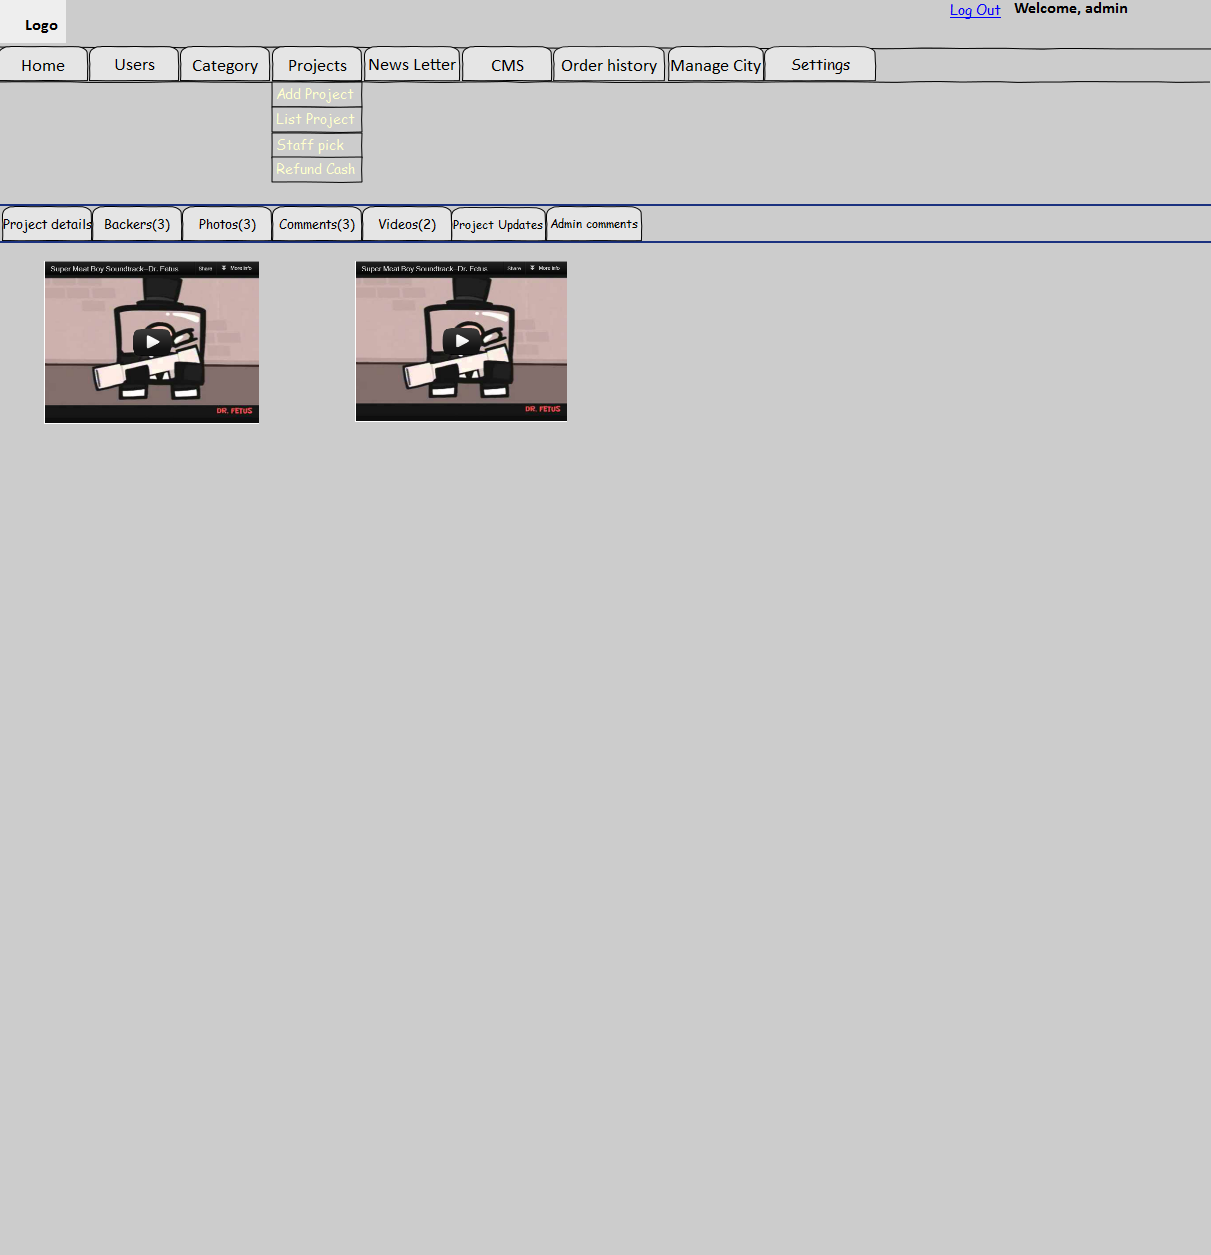 Logo
Log Out Welcome, admin
Home Users Category Projects News Letter CMS Order history Manage City Settings
Add Project
List Project
Staff pick
Refund Cash
Project details Backers(3) Photos(3) Comments(3) Videos(2) Project Updates Admin comments
Super Meat Boy Soundtrack--Dr. Fetus Share More info
Super Meat Boy Soundtrack--Dr. Fetus Share More info
DR. FETUS
DR. FETUS